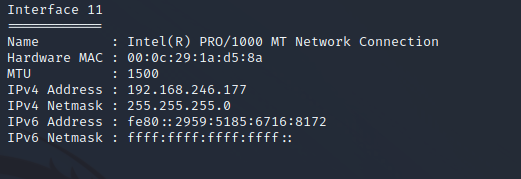 Interface 11
============
Name         : Intel(R) PRO/1000 MT Network Connection
Hardware MAC : 00:0c:29:1a:d5:8a
MTU          : 1500
IPv4 Address : 192.168.246.177
IPv4 Netmask : 255.255.255.0
IPv6 Address : fe80::2959:5185:6716:8172
IPv6 Netmask : ffff:ffff:ffff:ffff::